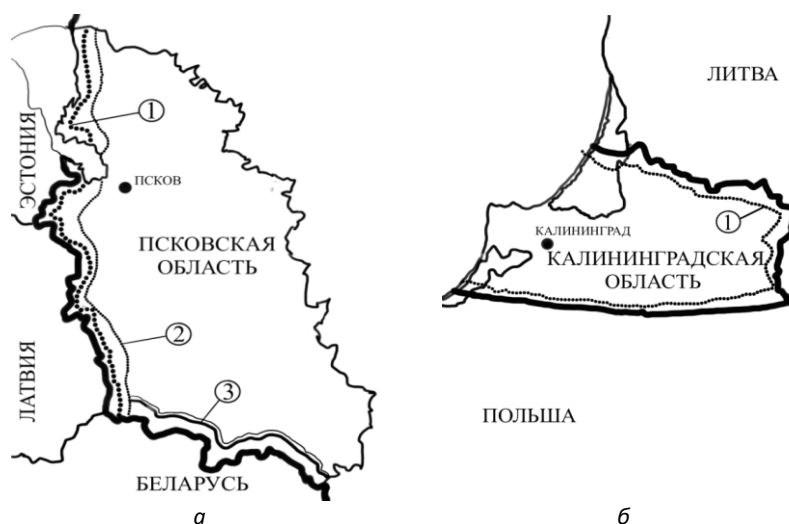 ЭСТОНИЯ
1
ПСКОВ
ПСКОВСКАЯ
ОБЛАСТЬ
2
ЛАТВИЯ
3
БЕЛАРУСЬ
а
ЛИТВА
1
КАЛИНИНГРАД
КАЛИНИНГРАДСКАЯ
ОБЛАСТЬ
ПОЛЬША
б